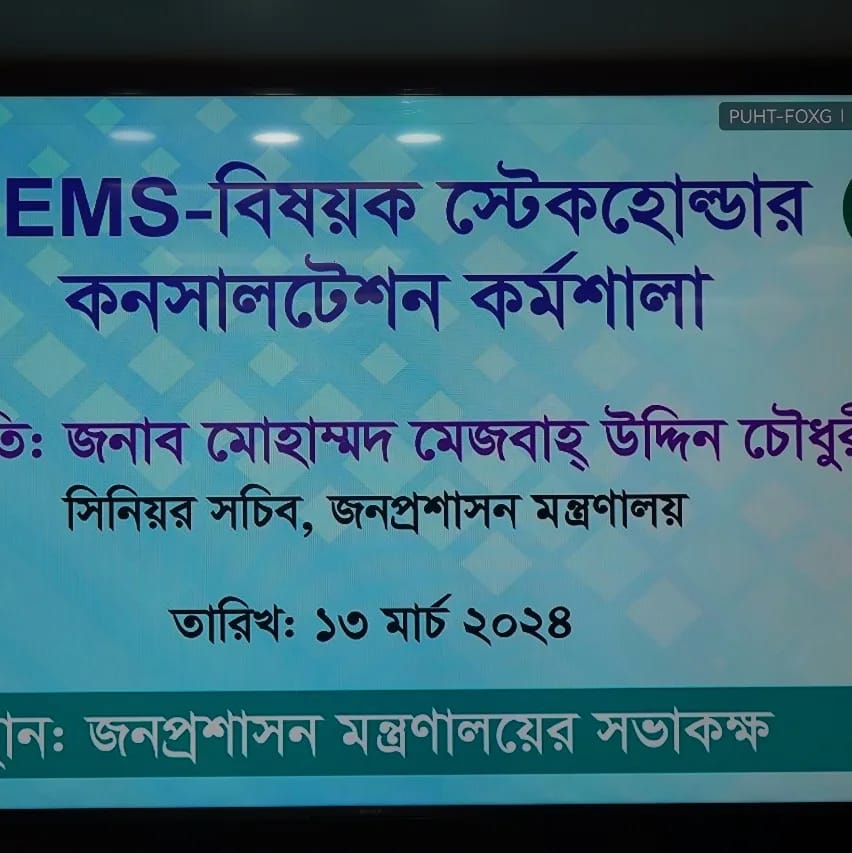 PUHT-FOXG |
EMS-বিষয়ক স্টেকহোল্ডার
কনসালটেশন কর্মশালা
তি: জনাব মোহাম্মদ মেজবাহ্ উদ্দিন চৌধুরী
সিনিয়র সচিব, জনপ্রশাসন মন্ত্রণালয়
তারিখ: ১৩ মার্চ ২০২৪
ান: জনপ্রশাসন মন্ত্রণালয়ের সভাকক্ষ